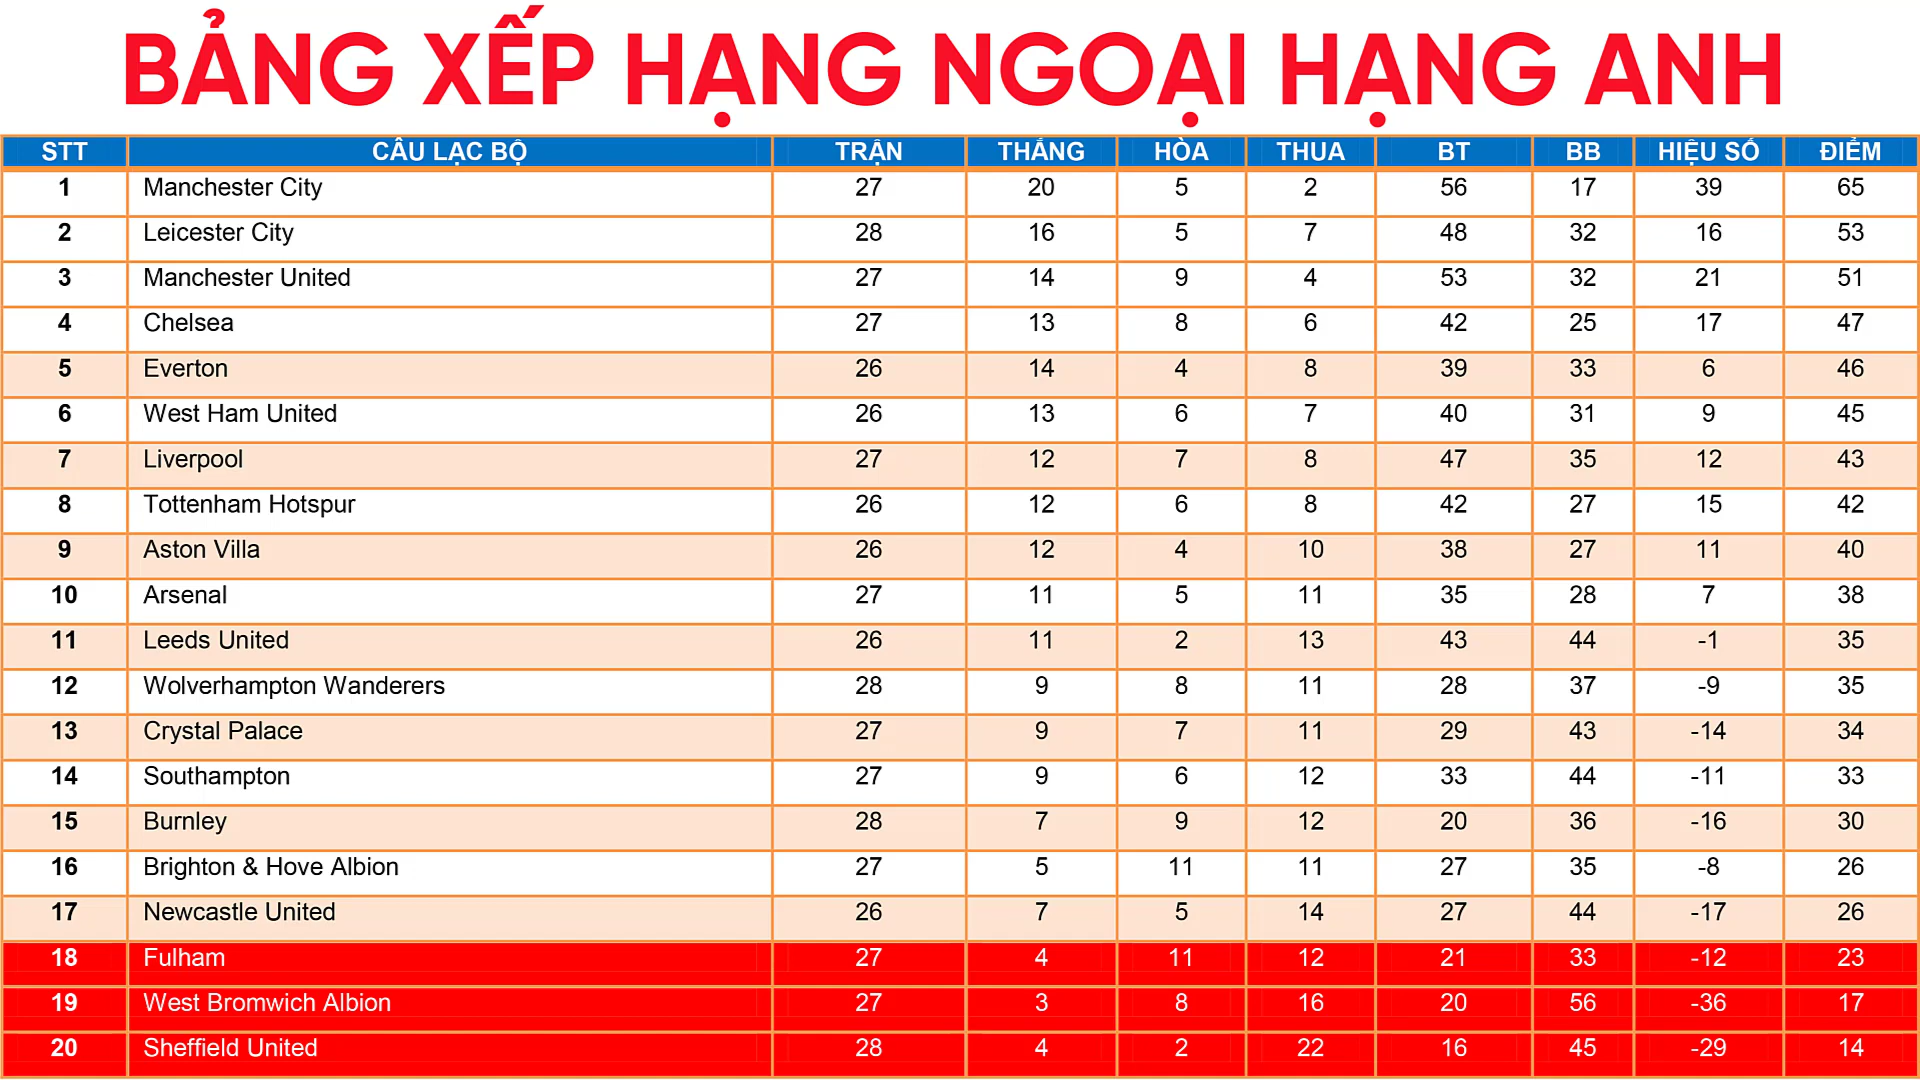 BẢNG XẾP HẠNG NGOẠI HẠNG ANH
STT CÂU LẠC BỘ TRẬN THẮNG HÒA THUA BT BB HIỆU SỐ ĐIỂM
1 Manchester City 27 20 5 2 56 17 39 65
2 Leicester City 28 16 5 7 48 32 16 53
3 Manchester United 27 14 9 4 53 32 21 51
4 Chelsea 27 13 8 6 42 25 17 47
5 Everton 26 14 4 8 39 33 6 46
6 West Ham United 26 13 6 7 40 31 9 45
7 Liverpool 27 12 7 8 47 35 12 43
8 Tottenham Hotspur 26 12 6 8 42 27 15 42
9 Aston Villa 26 12 4 10 38 27 11 40
10 Arsenal 27 11 5 11 35 28 7 38
11 Leeds United 26 11 2 13 43 44 -1 35
12 Wolverhampton Wanderers 28 9 8 11 28 37 -9 35
13 Crystal Palace 27 9 7 11 29 43 -14 34
14 Southampton 27 9 6 12 33 44 -11 33
15 Burnley 28 7 9 12 20 36 -16 30
16 Brighton & Hove Albion 27 5 11 11 27 35 -8 26
17 Newcastle United 26 7 5 14 27 44 -17 26
18 Fulham 27 4 11 12 21 33 -12 23
19 West Bromwich Albion 27 3 8 16 20 56 -36 17
20 Sheffield United 28 4 2 22 16 45 -29 14